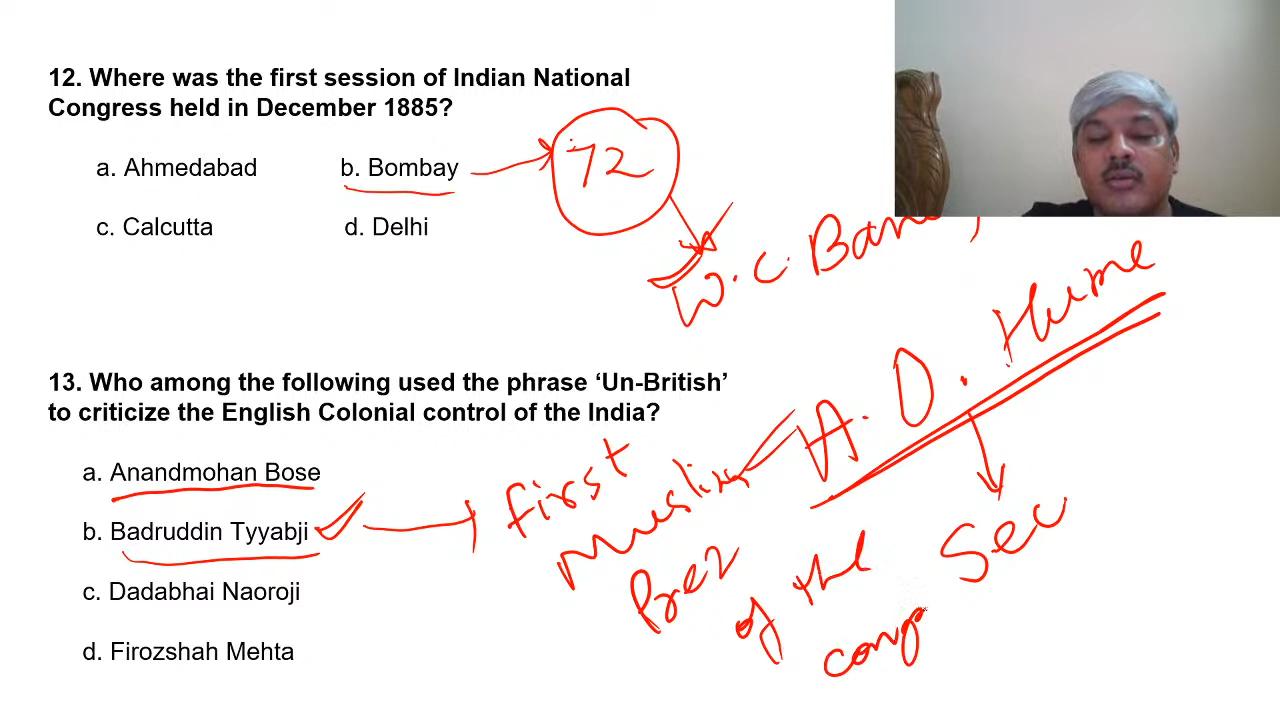 12. Where was the first session of Indian National
Congress held in December 1885?
a. Ahmedabad b. Bombay
72
c. Calcutta d. Delhi
W. C. Ban
A. O. Hume
13. Who among the following used the phrase ‘Un-British’
to criticize the English Colonial control of the India?
a. Anandmohan Bose
b. Badruddin Tyyabji
c. Dadabhai Naoroji
d. Firozshah Mehta
first
Muslim
Prez
of the
cong
Sec